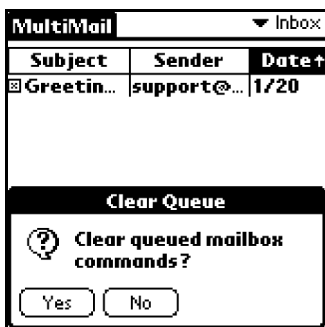 MultiMail Inbox
Subject Sender Date↑
Greetin... support@... 1/20
Clear Queue
Clear queued mailbox
commands?
Yes No